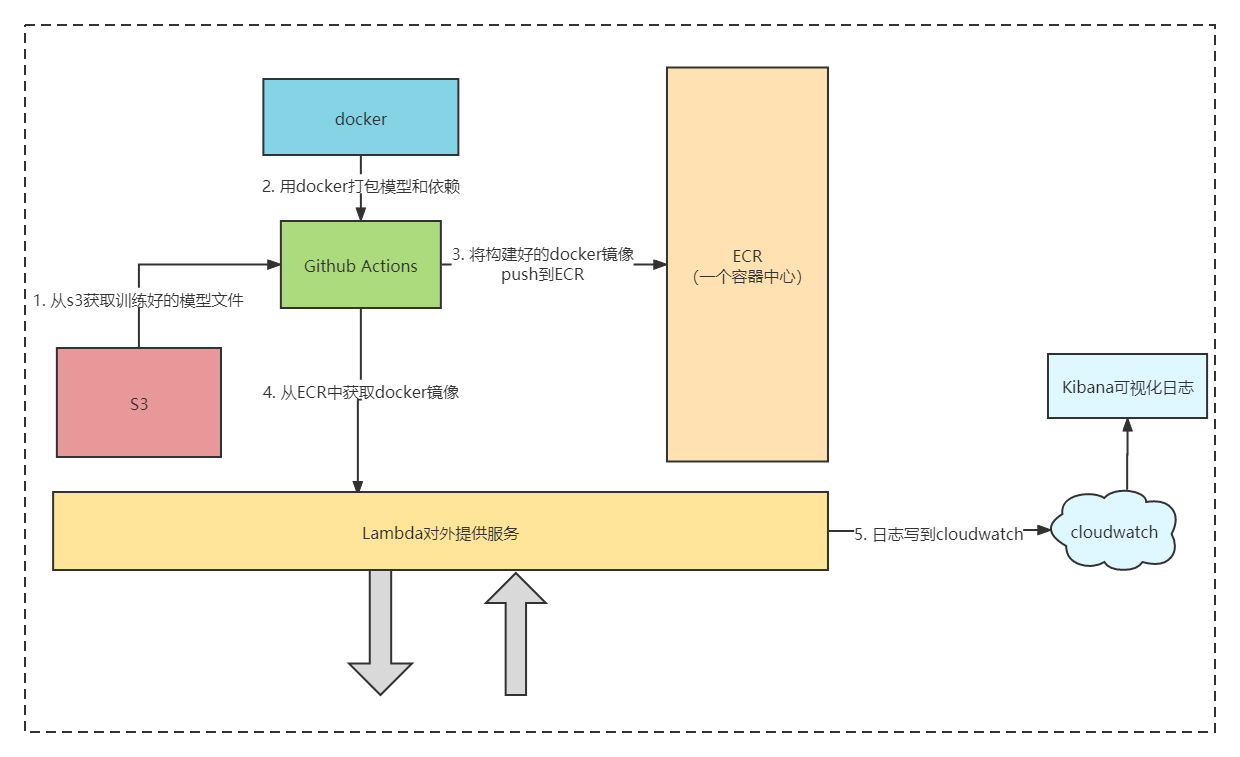 docker
2. 用docker打包模型和依赖
Github Actions
3. 将构建好的docker镜像
push到ECR
ECR
（一个容器中心）
1. 从s3获取训练好的模型文件
S3
4. 从ECR中获取docker镜像
Kibana可视化日志
Lambda对外提供服务
5. 日志写到cloudwatch
cloudwatch